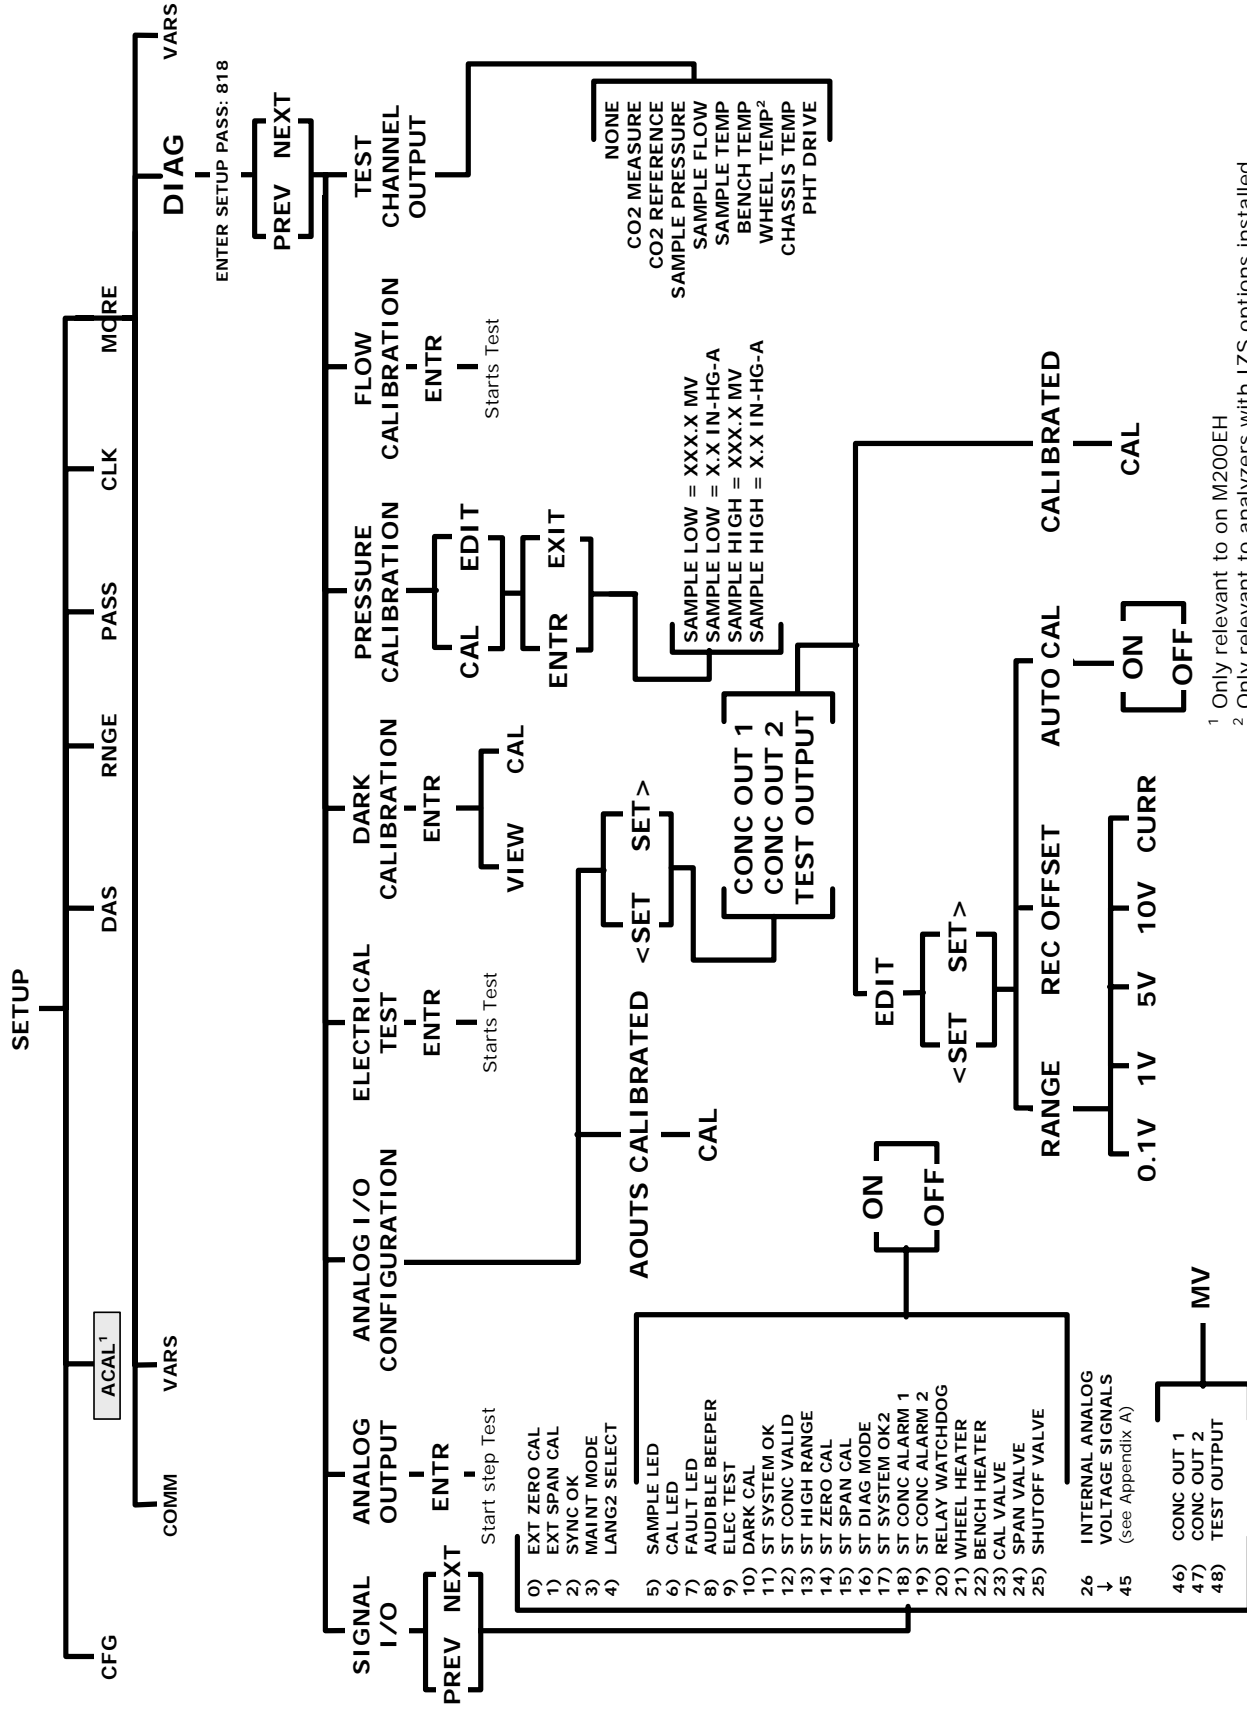 SETUP
CFG
ACAL¹
DAS
RNGE
PASS
CLK
MORE
COMM
VARS
DIAG
VARS
ENTER SETUP PASS: 818
PREV NEXT
SIGNAL
I/O
ANALOG
OUTPUT
ANALOG I/O
CONFIGURATION
ELECTRICAL
TEST
DARK
CALIBRATION
PRESSURE
CALIBRATION
FLOW
CALIBRATION
TEST
CHANNEL
OUTPUT
PREV NEXT
ENTR
Start step Test
ENTR
Starts Test
ENTR
VIEW CAL
CAL EDIT
ENTR EXIT
ENTR
Starts Test
0) EXT ZERO CAL
1) EXT SPAN CAL
2) SYNC OK
3) MAINT MODE
4) LANG2 SELECT
5) SAMPLE LED
6) CAL LED
7) FAULT LED
8) AUDIBLE BEEPER
9) ELEC TEST
10) DARK CAL
11) ST SYSTEM OK
12) ST CONC VALID
13) ST HIGH RANGE
14) ST ZERO CAL
15) ST SPAN CAL
16) ST DIAG MODE
17) ST SYSTEM OK2
18) ST CONC ALARM 1
19) ST CONC ALARM 2
20) RELAY WATCHDOG
21) WHEEL HEATER
22) BENCH HEATER
23) CAL VALVE
24) SPAN VALVE
25) SHUTOFF VALVE
26 INTERNAL ANALOG
↓ VOLTAGE SIGNALS
45 (see Appendix A)
46) CONC OUT 1
47) CONC OUT 2
48) TEST OUTPUT
ON
OFF
MV
AOUTS CALIBRATED
CAL
<SET SET>
CONC OUT 1
CONC OUT 2
TEST OUTPUT
SAMPLE LOW = XXX.X MV
SAMPLE LOW = X.X IN-HG-A
SAMPLE HIGH = XXX.X MV
SAMPLE HIGH = X.X IN-HG-A
NONE
CO2 MEASURE
CO2 REFERENCE
SAMPLE PRESSURE
SAMPLE FLOW
SAMPLE TEMP
BENCH TEMP
WHEEL TEMP²
CHASSIS TEMP
PHT DRIVE
EDIT
<SET SET>
RANGE
REC OFFSET
AUTO CAL
CALIBRATED
CAL
0.1V 1V 5V 10V CURR
ON
OFF
¹ Only relevant to on M200EH
² Only relevant to analyzers with IZS options installed